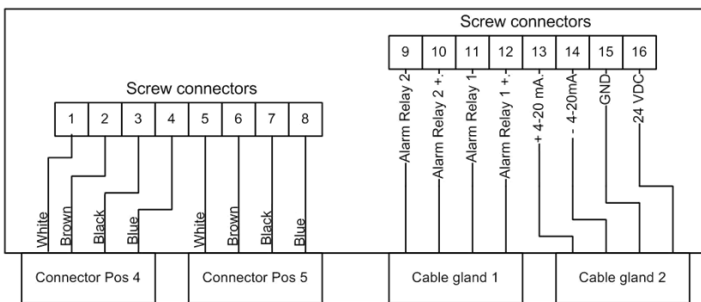 Screw connectors
9 10 11 12 13 14 15 16
Alarm Relay 2-
Alarm Relay 2 +.
Alarm Relay 1-
Alarm Relay 1 +.
+ 4-20 mA.
- 4-20mA
GND
24 VDC
Screw connectors
1 2 3 4 5 6 7 8
White
Brown
Black
Blue
White
Brown
Black
Blue
Connector Pos 4
Connector Pos 5
Cable gland 1
Cable gland 2